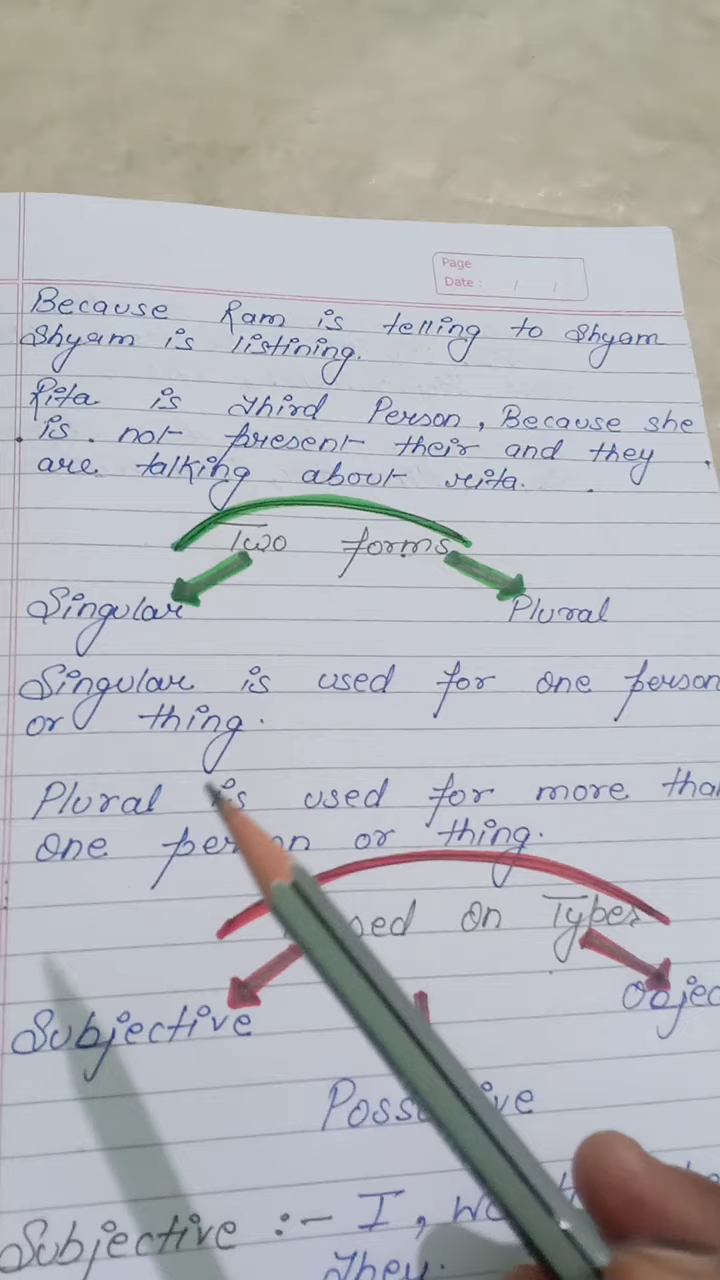 Page
Date : / /
Because Ram is telling to Shyam
Shyam is listining.
Rita is Third Person, Because she
is not present their and they
are talking about rita.
Two forms
Singular Plural
Singular is used for one person
or thing.
Plural is used for more
one person or thing.
on Types
Subjective
Subjective :- I,
They.